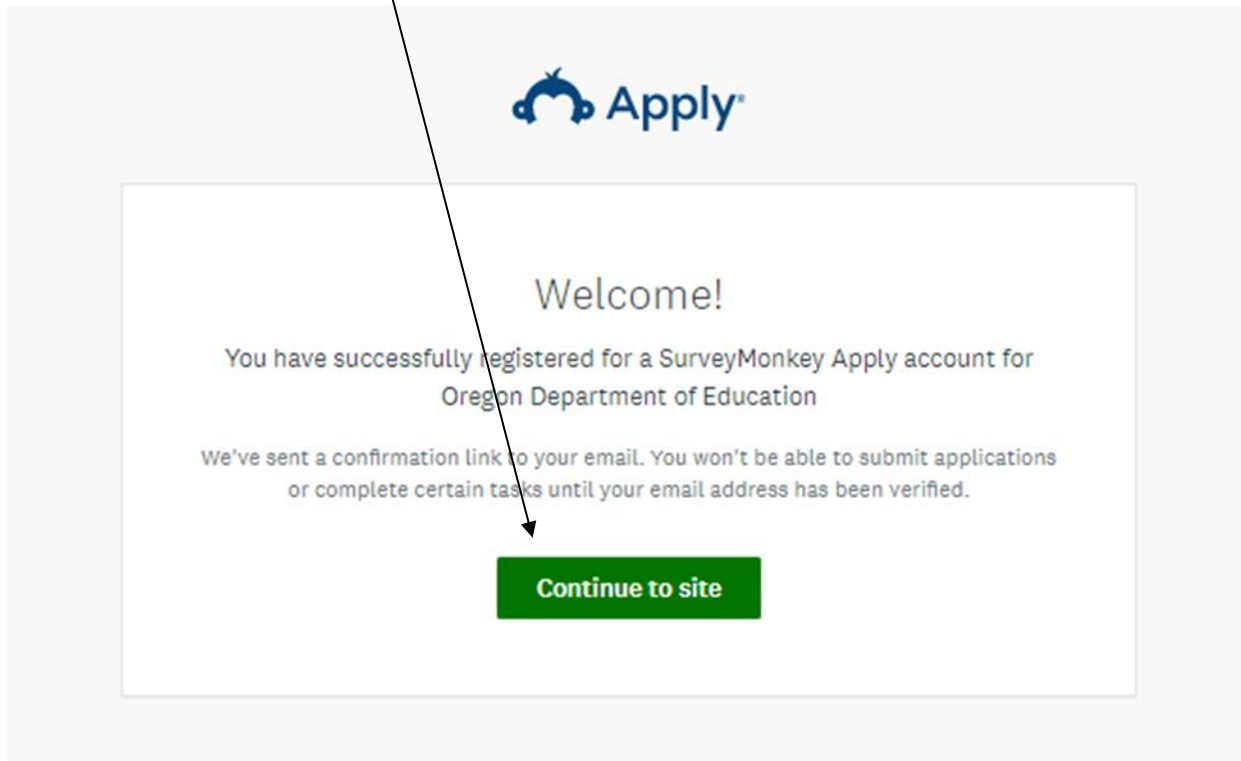 Apply®
Welcome!
You have successfully registered for a SurveyMonkey Apply account for
Oregon Department of Education
We've sent a confirmation link to your email. You won't be able to submit applications
or complete certain tasks until your email address has been verified.
Continue to site